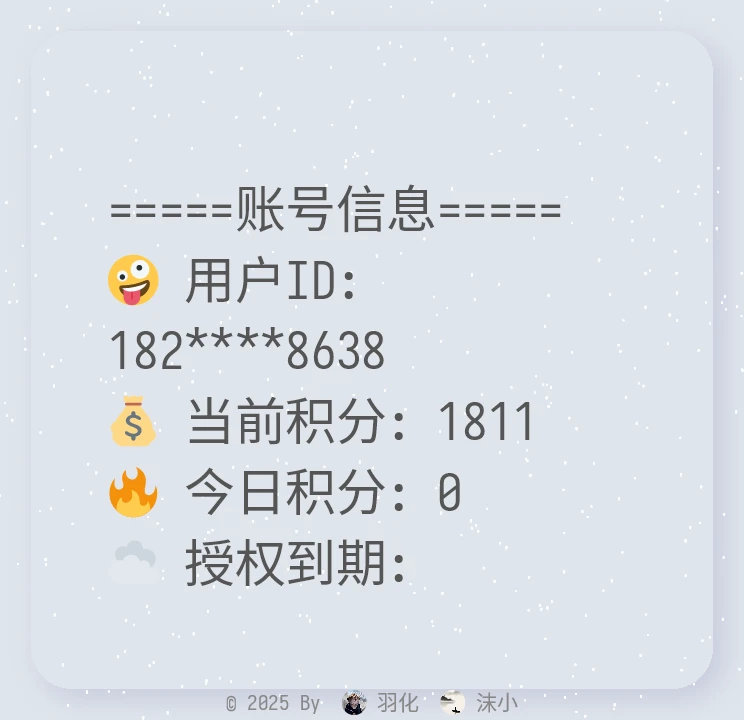 =====账号信息=====
🤪 用户ID:
182****8638
💰 当前积分: 1811
🔥 今日积分: 0
☁️ 授权到期:
© 2025 By 羽化 沫小